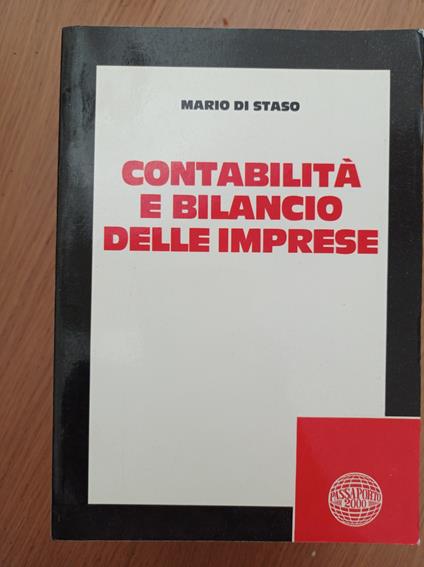 MARIO DI STASO
CONTABILITÀ
E BILANCIO
DELLE IMPRESE
PASSAPORTO
2000